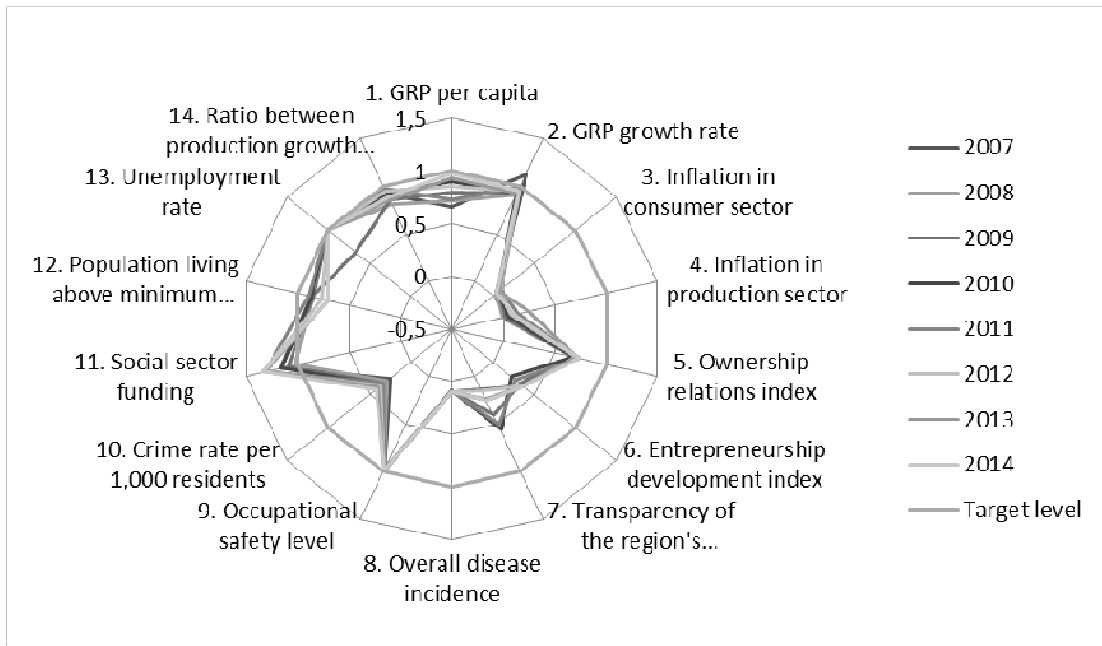 1. GRP per capita
1,5
1
0,5
0
-0,5
2. GRP growth rate
3. Inflation in
consumer sector
4. Inflation in
production sector
5. Ownership
relations index
6. Entrepreneurship
development index
7. Transparency of
the region's...
8. Overall disease
incidence
9. Occupational
safety level
10. Crime rate per
1,000 residents
11. Social sector
funding
12. Population living
above minimum...
13. Unemployment
rate
14. Ratio between
production growth...
2007
2008
2009
2010
2011
2012
2013
2014
Target level